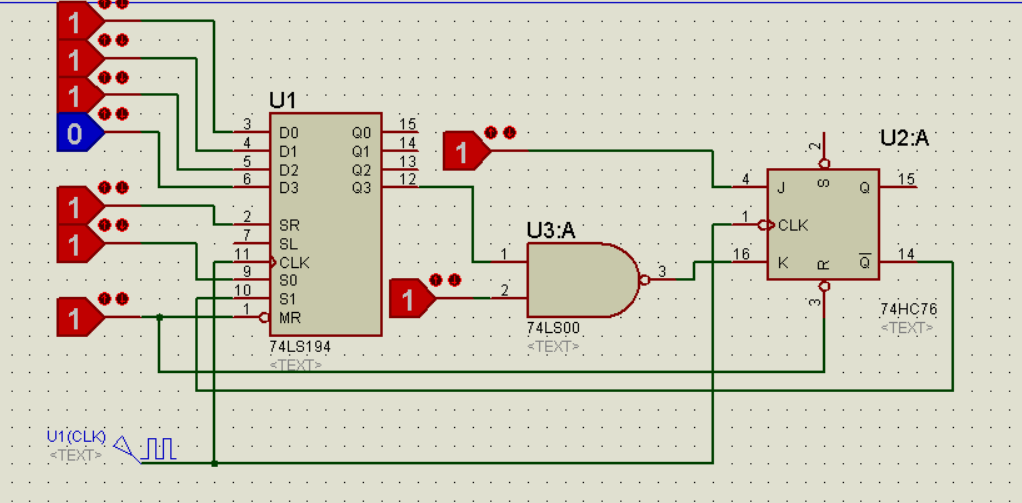 1
1
1
0
1
1
1
U1
3 D0 Q0 15
4 D1 Q1 14
5 D2 Q2 13
6 D3 Q3 12
2 SR
7 SL
11 CLK
9 S0
10 S1
1 MR
74LS194
<TEXT>
1
1
U3:A
1
2
3
74LS00
<TEXT>
U2:A
2
S
4 J Q 15
1 CLK
16 K Q 14
R
3
74HC76
<TEXT>
U1(CLK)
<TEXT>